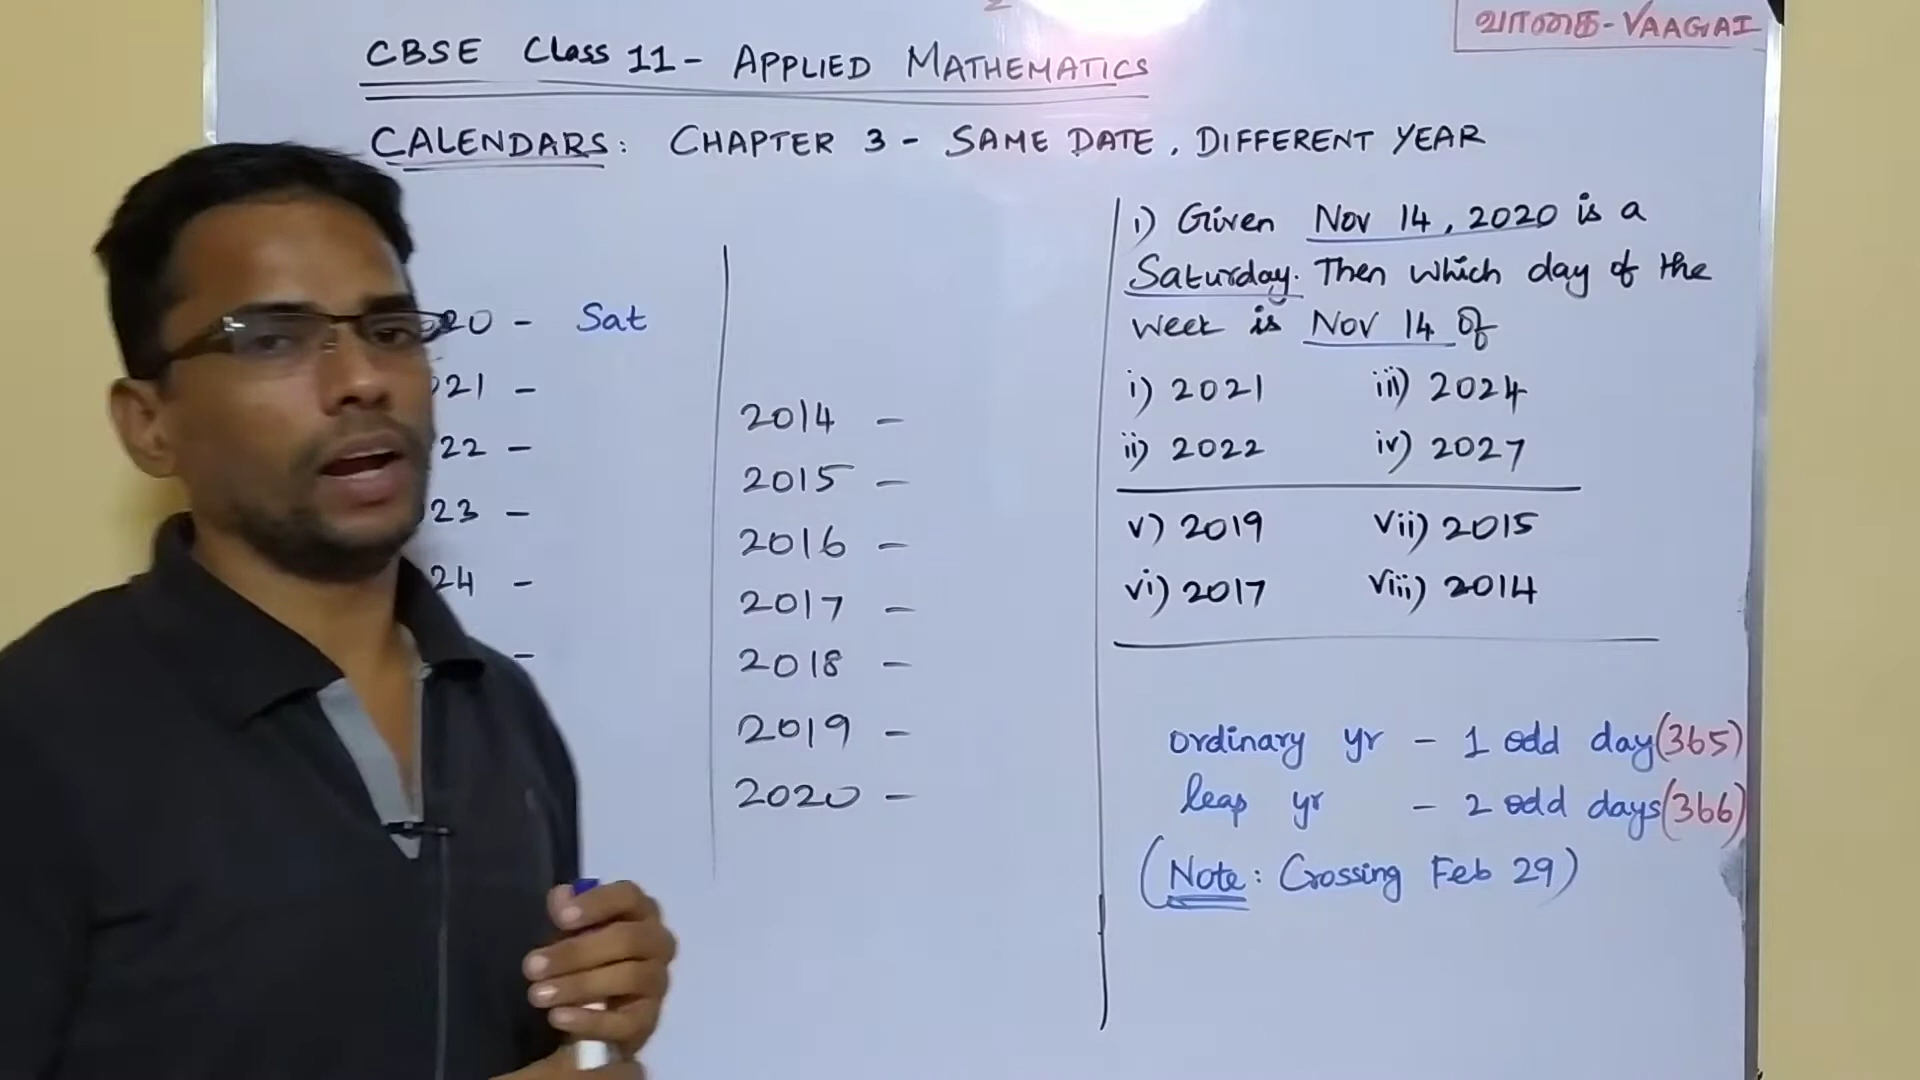 வாகை - VAAGAI
CBSE Class 11 - APPLIED MATHEMATICS
CALENDARS: CHAPTER 3 - SAME DATE, DIFFERENT YEAR
20 - Sat
21 -
22 -
23 -
24 -
-
2014 -
2015 -
2016 -
2017 -
2018 -
2019 -
2020 -
1) Given Nov 14, 2020 is a
Saturday. Then which day of the
week is Nov 14 of
i) 2021 iii) 2024
ii) 2022 iv) 2027
v) 2019 vii) 2015
vi) 2017 viii) 2014
ordinary yr - 1 odd day (365)
leap yr - 2 odd days (366)
(Note: Crossing Feb 29)